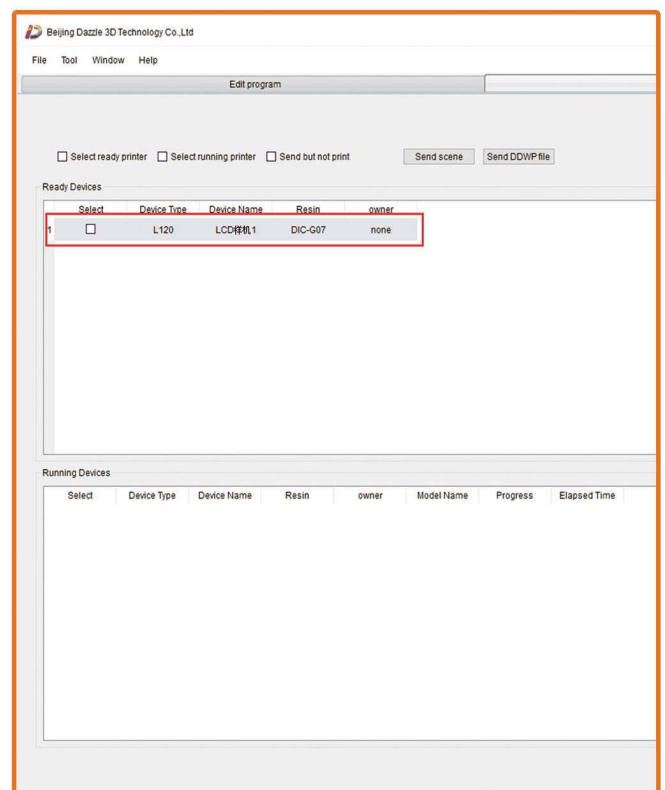 Beijing Dazzle 3D Technology Co.,Ltd
File Tool Window Help
Edit program
Select ready printer Select running printer Send but not print Send scene Send DDWP file
Ready Devices
Select Device Type Device Name Resin owner
1 L120 LCD样机1 DIC-G07 none
Running Devices
Select Device Type Device Name Resin owner Model Name Progress Elapsed Time